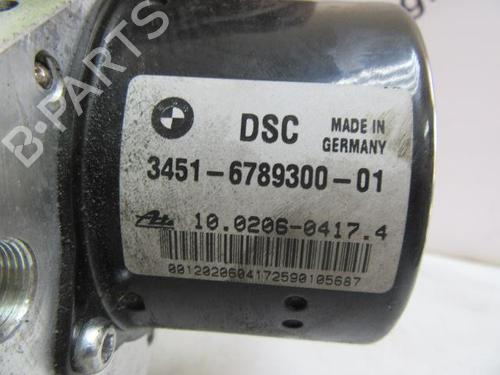 DSC
MADE IN
GERMANY
3451-6789300-01
Ate 10.0206-0417.4
0012020604172590105687
B-PARTS